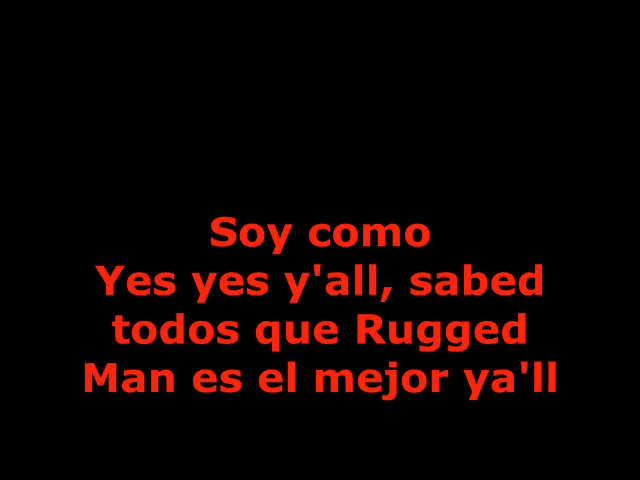 Soy como
Yes yes y'all, sabed
todos que Rugged
Man es el mejor ya'll